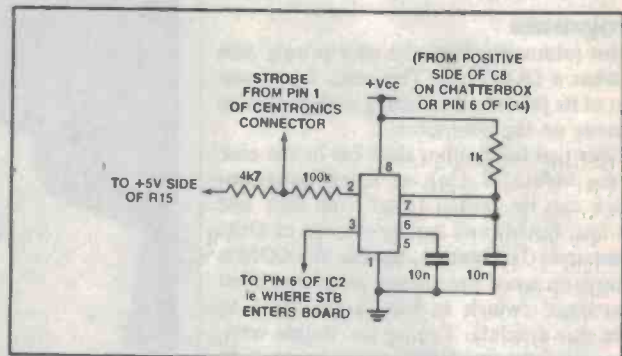 STROBE
FROM PIN 1
OF CENTRONICS
CONNECTOR
(FROM POSITIVE
SIDE OF C8
ON CHATTERBOX
OR PIN 6 OF IC4)
+Vcc
1k
4k7
100k
TO +5V SIDE
OF R15
2
8
7
6
5
3
1
10n
10n
TO PIN 6 OF IC2
ie WHERE STB
ENTERS BOARD